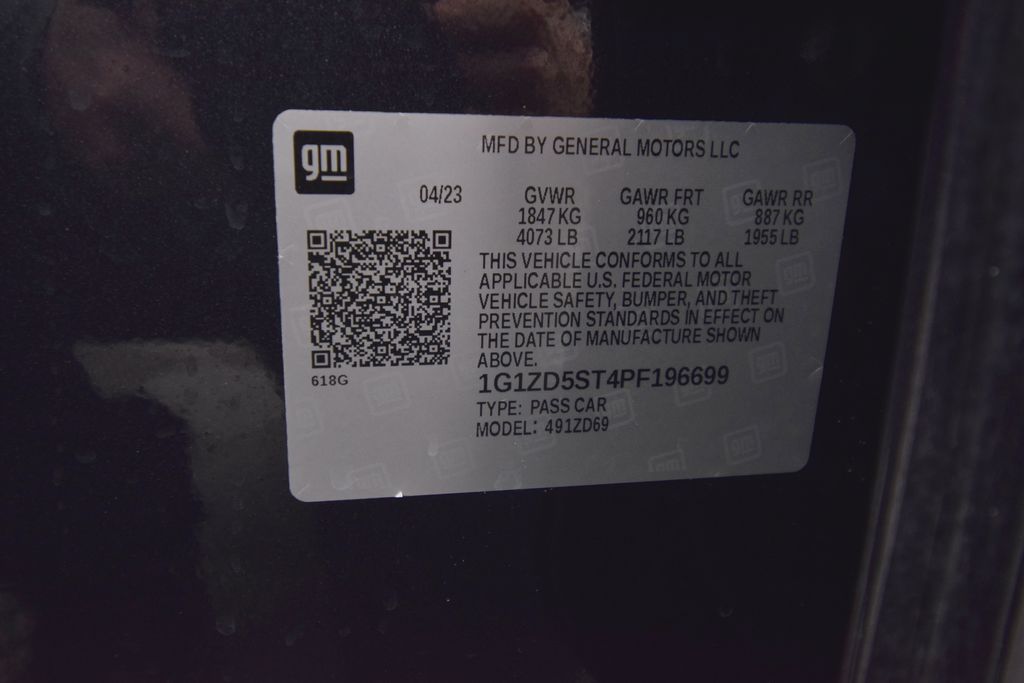 gm
MFD BY GENERAL MOTORS LLC
04/23 GVWR GAWR FRT GAWR RR
1847 KG 960 KG 887 KG
4073 LB 2117 LB 1955 LB
THIS VEHICLE CONFORMS TO ALL
APPLICABLE U.S. FEDERAL MOTOR
VEHICLE SAFETY, BUMPER, AND THEFT
PREVENTION STANDARDS IN EFFECT ON
THE DATE OF MANUFACTURE SHOWN
ABOVE.
618G
1G1ZD5ST4PF196699
TYPE: PASS CAR
MODEL: 491ZD69